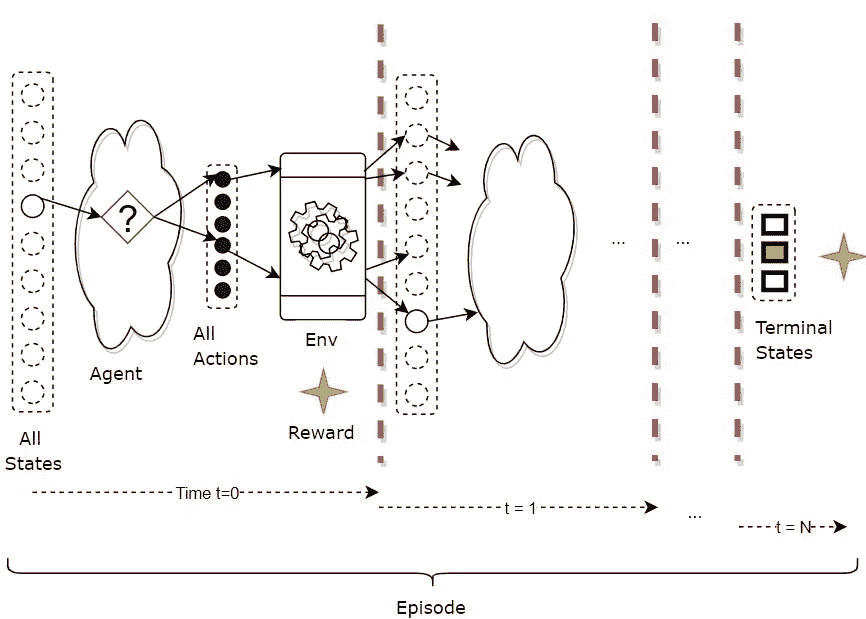 ?
...
...
All
Actions
Env
Terminal
States
Agent
Reward
All
States
Time t=0
t = 1
...
t = N
Episode